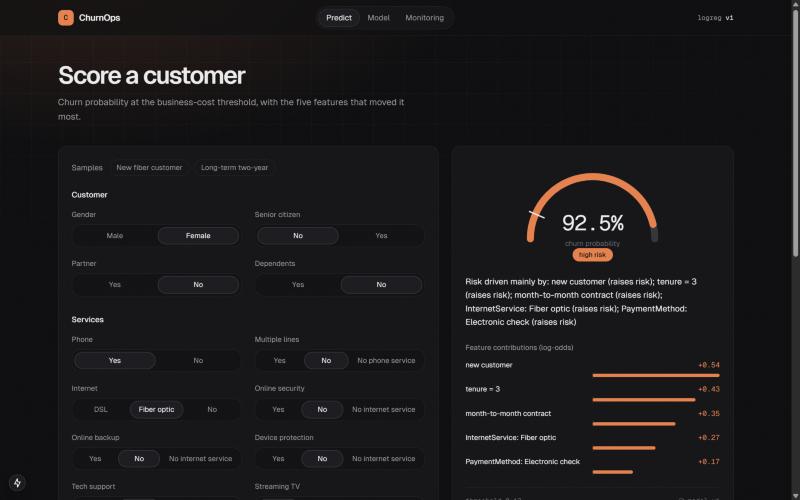 C ChurnOps
Predict Model Monitoring
logreg v1
Score a customer
Churn probability at the business-cost threshold, with the five features that moved it
most.
Samples New fiber customer Long-term two-year
Customer
Gender Senior citizen
Male Female No Yes
Partner Dependents
Yes No Yes No
Services
Phone Multiple lines
Yes No Yes No No phone service
Internet Online security
DSL Fiber optic No Yes No No internet service
Online backup Device protection
Yes No No internet service Yes No No internet service
Tech support Streaming TV
92.5%
churn probability
high risk
Risk driven mainly by: new customer (raises risk); tenure = 3
(raises risk); month-to-month contract (raises risk);
InternetService: Fiber optic (raises risk); PaymentMethod:
Electronic check (raises risk)
Feature contributions (log-odds)
new customer +0.54
tenure = 3 +0.43
month-to-month contract +0.35
InternetService: Fiber optic +0.27
PaymentMethod: Electronic check +0.17